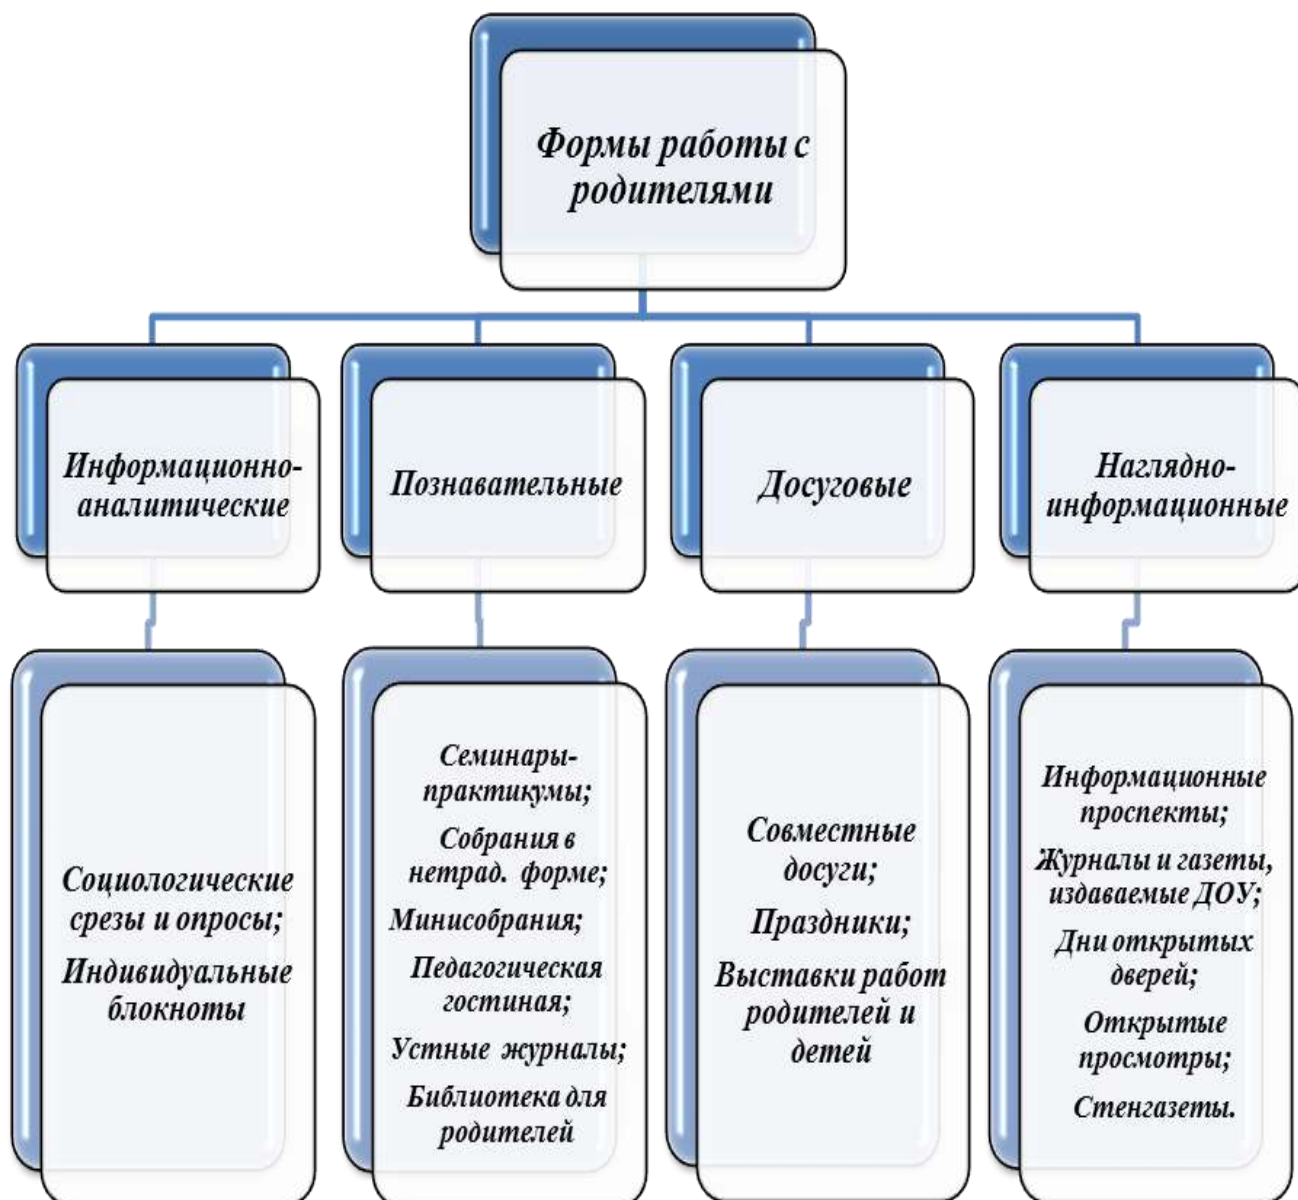 Формы работы с
родителями
Информационно-
аналитические
Познавательные
Досуговые
Наглядно-
информационные
Социологические
срезы и опросы;
Индивидуальные
блокноты
Семинары-
практикумы;
Собрания в
нетрад. форме;
Минисобрания;
Педагогическая
гостиная;
Устные журналы;
Библиотека для
родителей
Совместные
досуги;
Праздники;
Выставки работ
родителей и
детей
Информационные
проспекты;
Журналы и газеты,
издаваемые ДОУ;
Дни открытых
дверей;
Открытые
просмотры;
Стенгазеты.